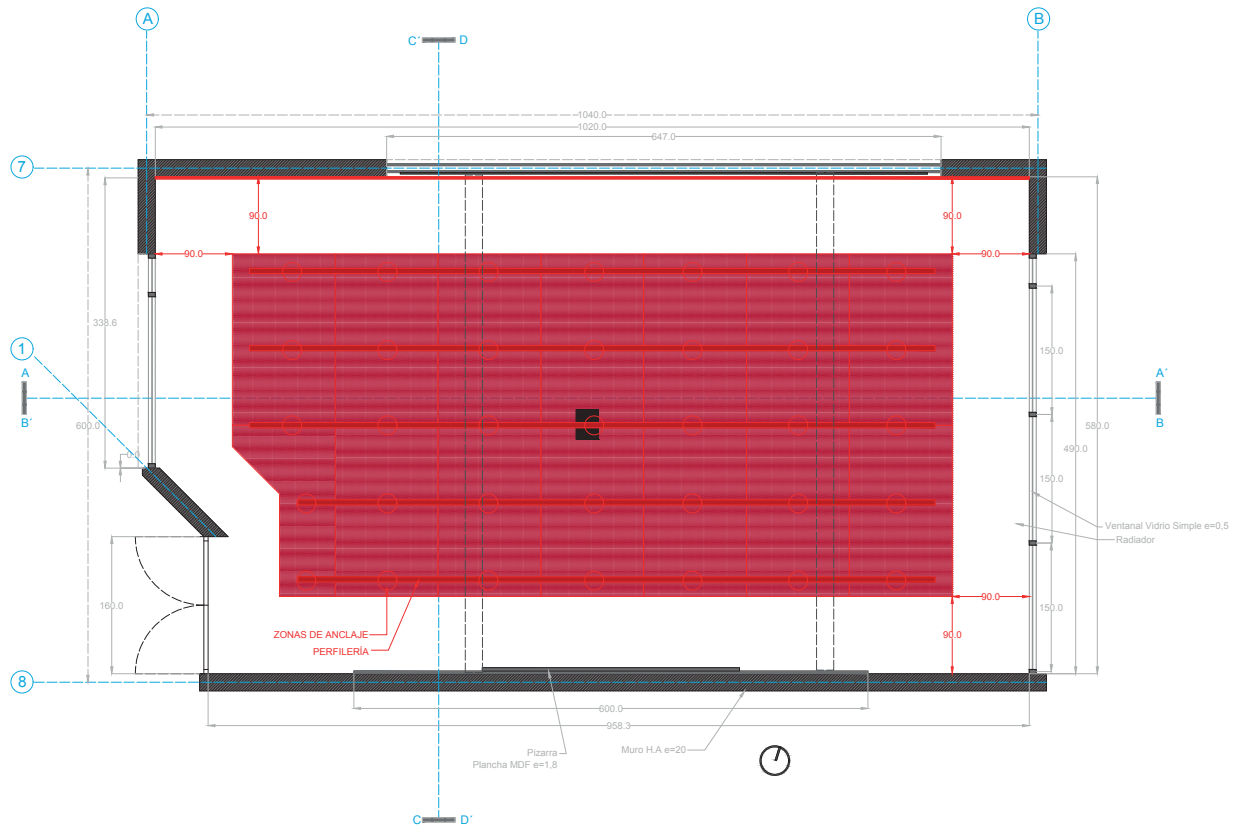 A
B
C´ D
1040.0
1020.0
647.0
7
90.0
90.0
90.0
90.0
338.6
1
150.0
A
B´
A´
B
600.0
580.0
490.0
150.0
Ventanal Vidrio Simple e=0,5
Radiador
160.0
90.0
150.0
ZONAS DE ANCLAJE
PERFILERÍA
90.0
8
600.0
958.3
Pizarra
Plancha MDF e=1,8
Muro H.A e=20
C D´